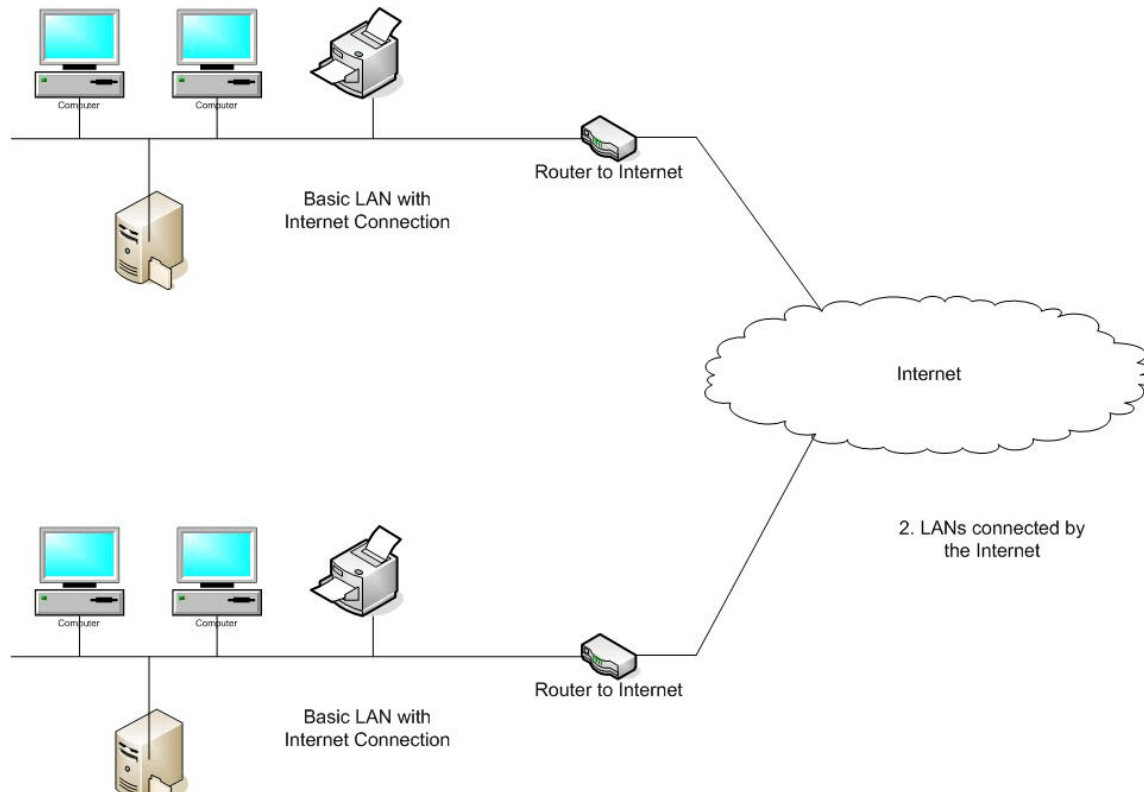 Computer
Computer
Router to Internet
Basic LAN with
Internet Connection
Internet
2. LANs connected by
the Internet
Computer
Computer
Router to Internet
Basic LAN with
Internet Connection